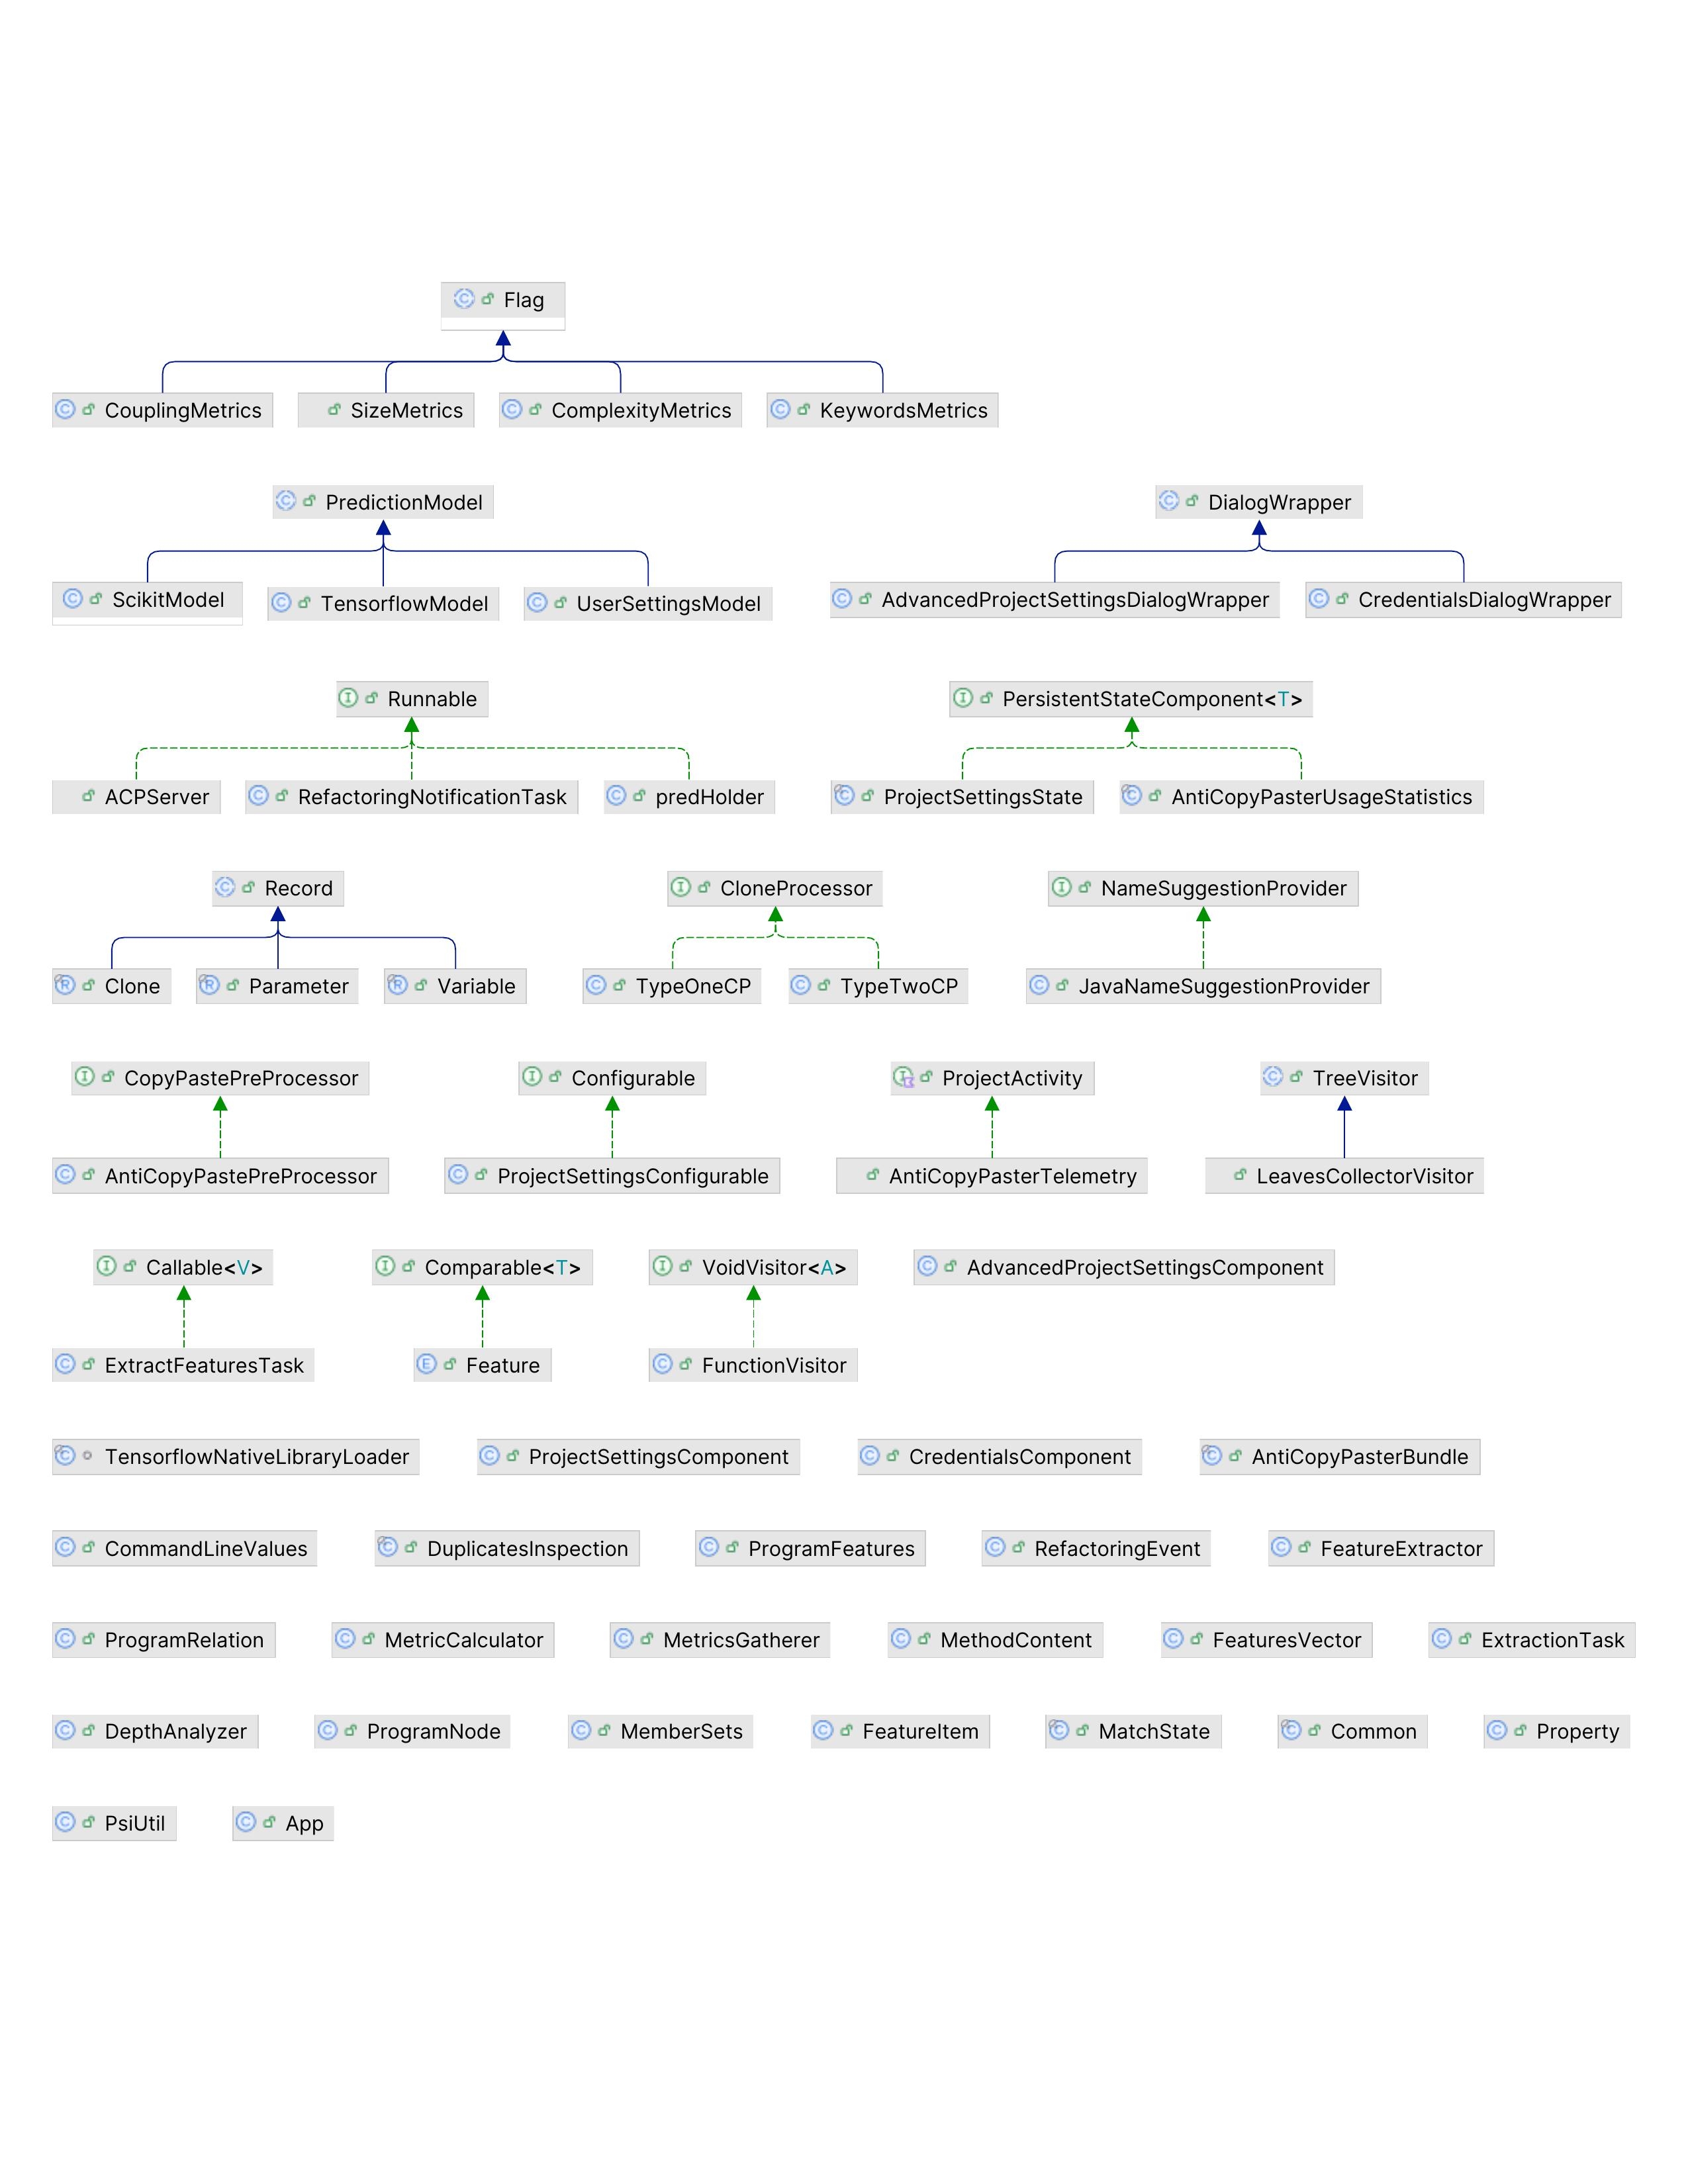 Flag
CouplingMetrics SizeMetrics ComplexityMetrics KeywordsMetrics
PredictionModel DialogWrapper
ScikitModel TensorflowModel UserSettingsModel AdvancedProjectSettingsDialogWrapper CredentialsDialogWrapper
Runnable PersistentStateComponent<T>
ACPServer RefactoringNotificationTask predHolder ProjectSettingsState AntiCopyPasterUsageStatistics
Record CloneProcessor NameSuggestionProvider
Clone Parameter Variable TypeOneCP TypeTwoCP JavaNameSuggestionProvider
CopyPastePreProcessor Configurable ProjectActivity TreeVisitor
AntiCopyPastePreProcessor ProjectSettingsConfigurable AntiCopyPasterTelemetry LeavesCollectorVisitor
Callable<V> Comparable<T> VoidVisitor<A> AdvancedProjectSettingsComponent
ExtractFeaturesTask Feature FunctionVisitor
TensorflowNativeLibraryLoader ProjectSettingsComponent CredentialsComponent AntiCopyPasterBundle
CommandLineValues DuplicatesInspection ProgramFeatures RefactoringEvent FeatureExtractor
ProgramRelation MetricCalculator MetricsGatherer MethodContent FeaturesVector ExtractionTask
DepthAnalyzer ProgramNode MemberSets FeatureItem MatchState Common Property
PsiUtil App